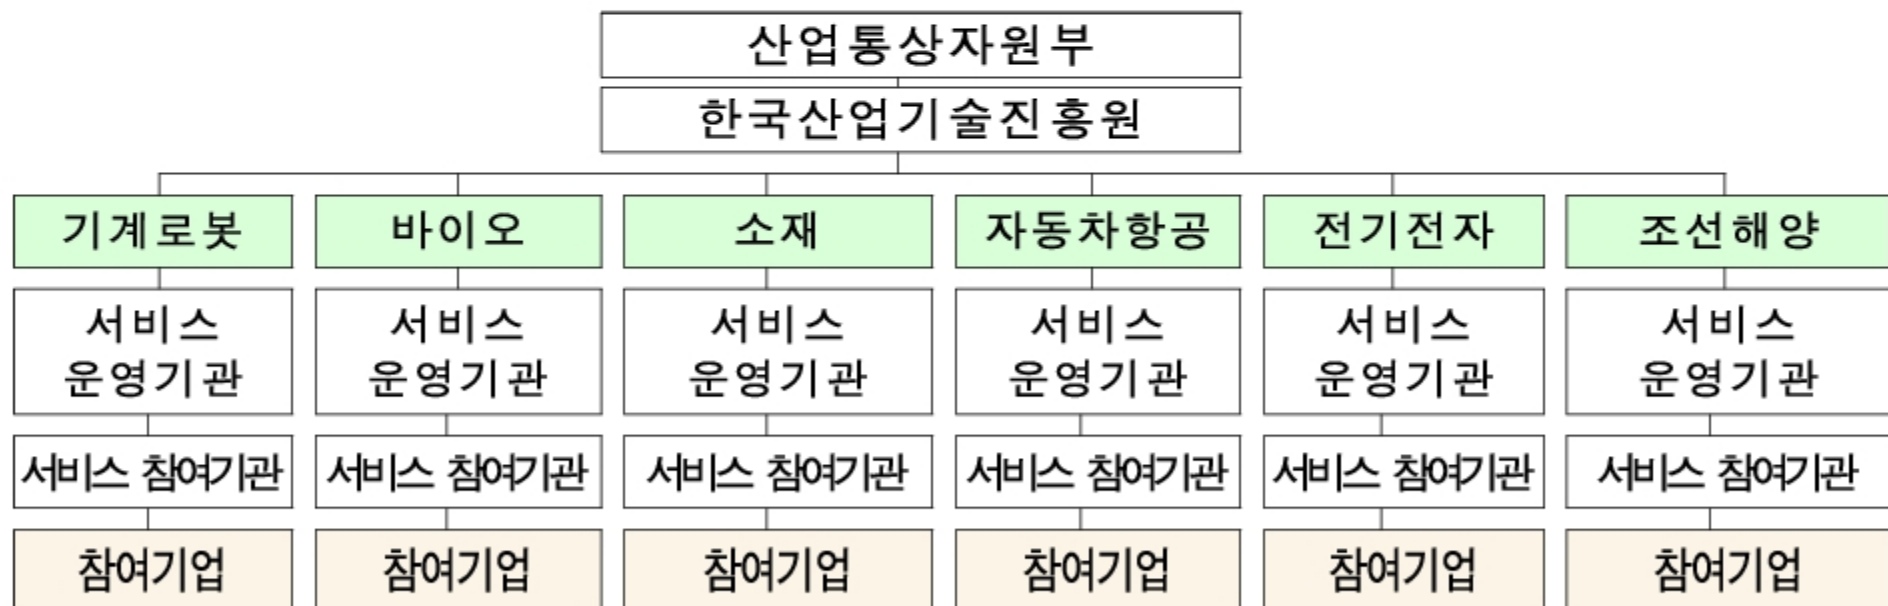 산업통상자원부
한국산업기술진흥원
기계로봇 바이오 소재 자동차항공 전기전자 조선해양
서비스 서비스 서비스 서비스 서비스 서비스
운영기관 운영기관 운영기관 운영기관 운영기관 운영기관
서비스 참여기관 서비스 참여기관 서비스 참여기관 서비스 참여기관 서비스 참여기관 서비스 참여기관
참여기업 참여기업 참여기업 참여기업 참여기업 참여기업